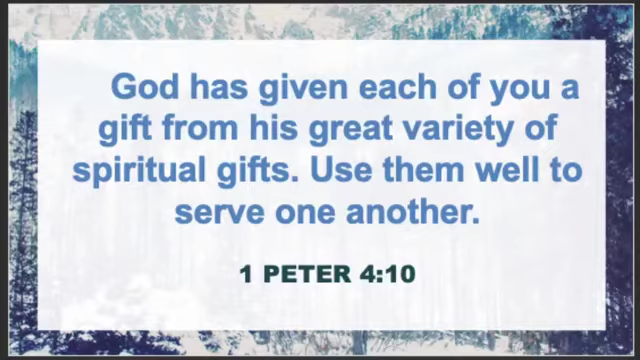 God has given each of you a
gift from his great variety of
spiritual gifts. Use them well to
serve one another.
1 PETER 4:10